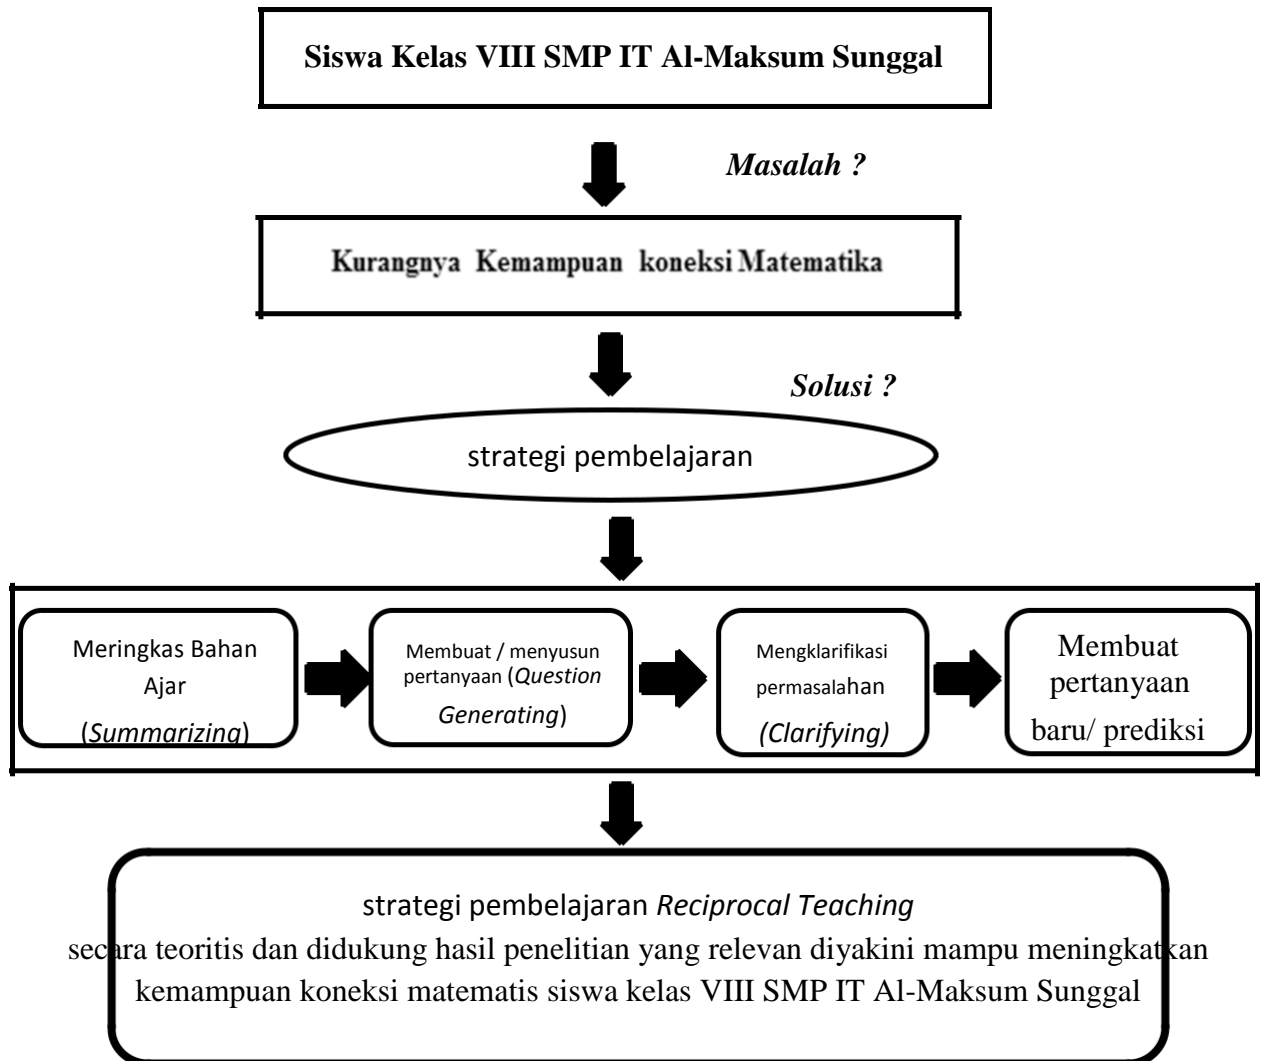 Siswa Kelas VIII SMP IT Al-Maksum Sunggal
Masalah ?
Kurangnya Kemampuan koneksi Matematika
Solusi ?
strategi pembelajaran
Meringkas Bahan
Ajar
(Summarizing)
Membuat / menyusun
pertanyaan (Question
Generating)
Mengklarifikasi
permasalahan
(Clarifying)
Membuat
pertanyaan
baru/ prediksi
strategi pembelajaran Reciprocal Teaching
secara teoritis dan didukung hasil penelitian yang relevan diyakini mampu meningkatkan
kemampuan koneksi matematis siswa kelas VIII SMP IT Al-Maksum Sunggal